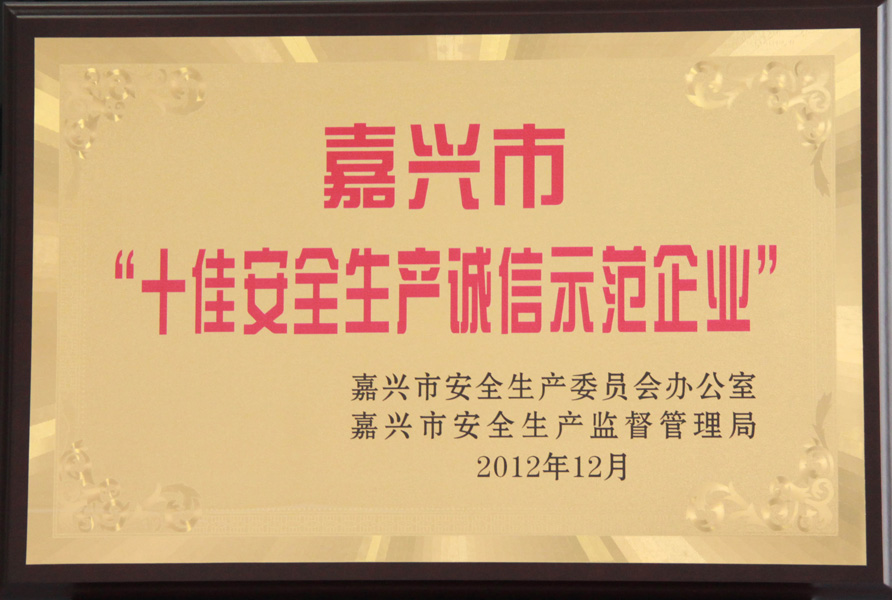 嘉兴市
“十佳安全生产诚信示范企业”
嘉兴市安全生产委员会办公室
嘉兴市安全生产监督管理局
2012年12月